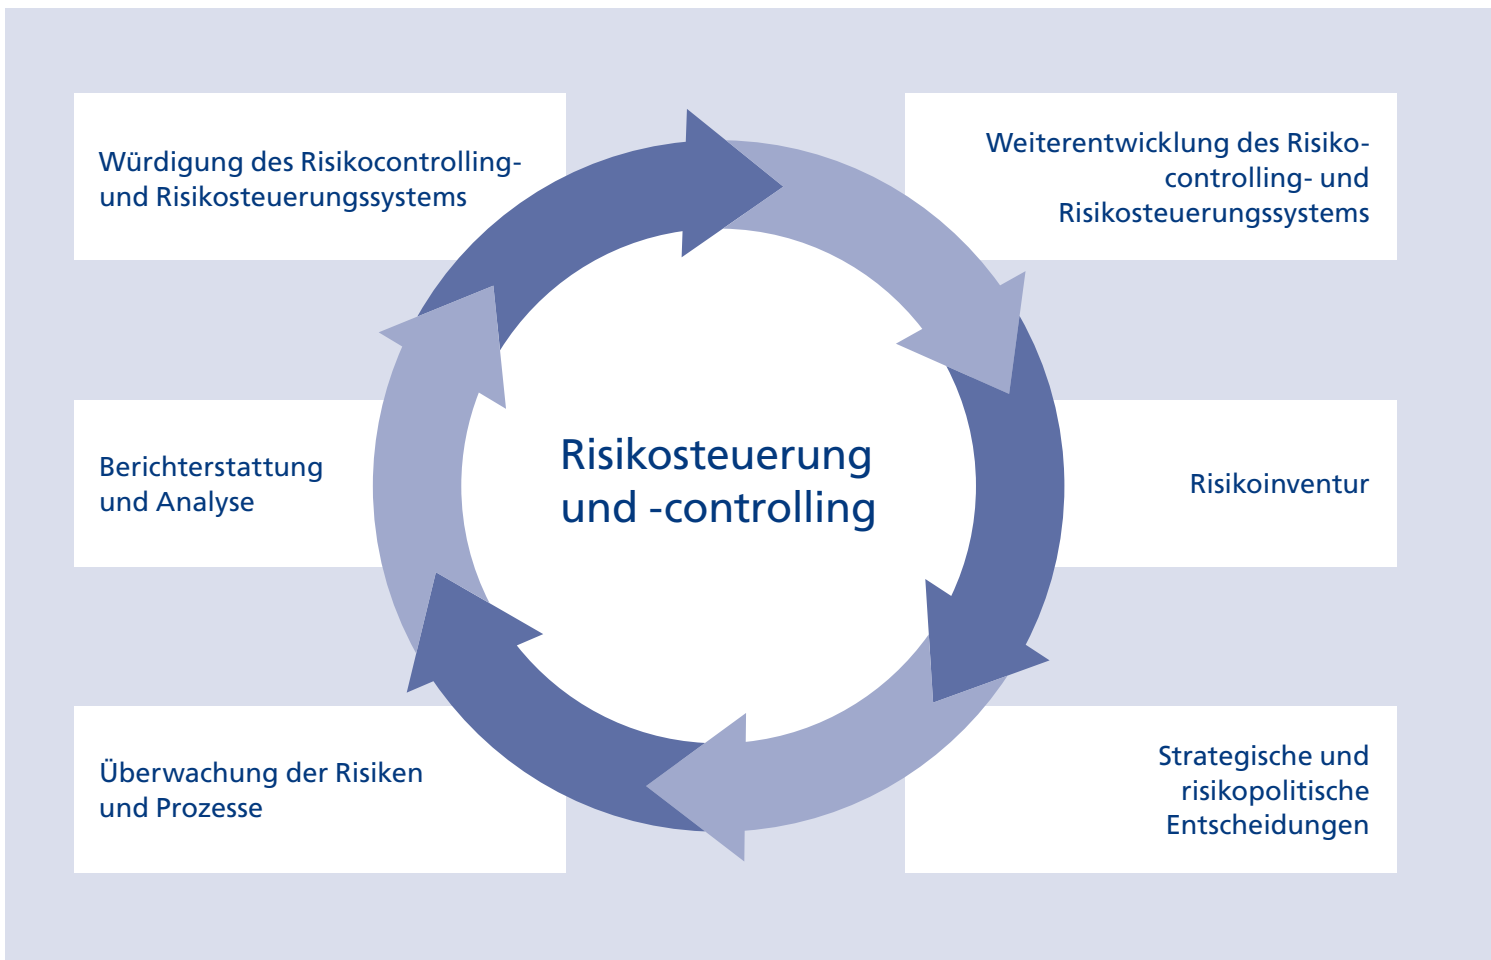 Würdigung des Risikocontrolling-
und Risikosteuerungssystems
Weiterentwicklung des Risiko-
controlling- und
Risikosteuerungssystems
Berichterstattung
und Analyse
Risikosteuerung
und -controlling
Risikoinventur
Überwachung der Risiken
und Prozesse
Strategische und
risikopolitische
Entscheidungen